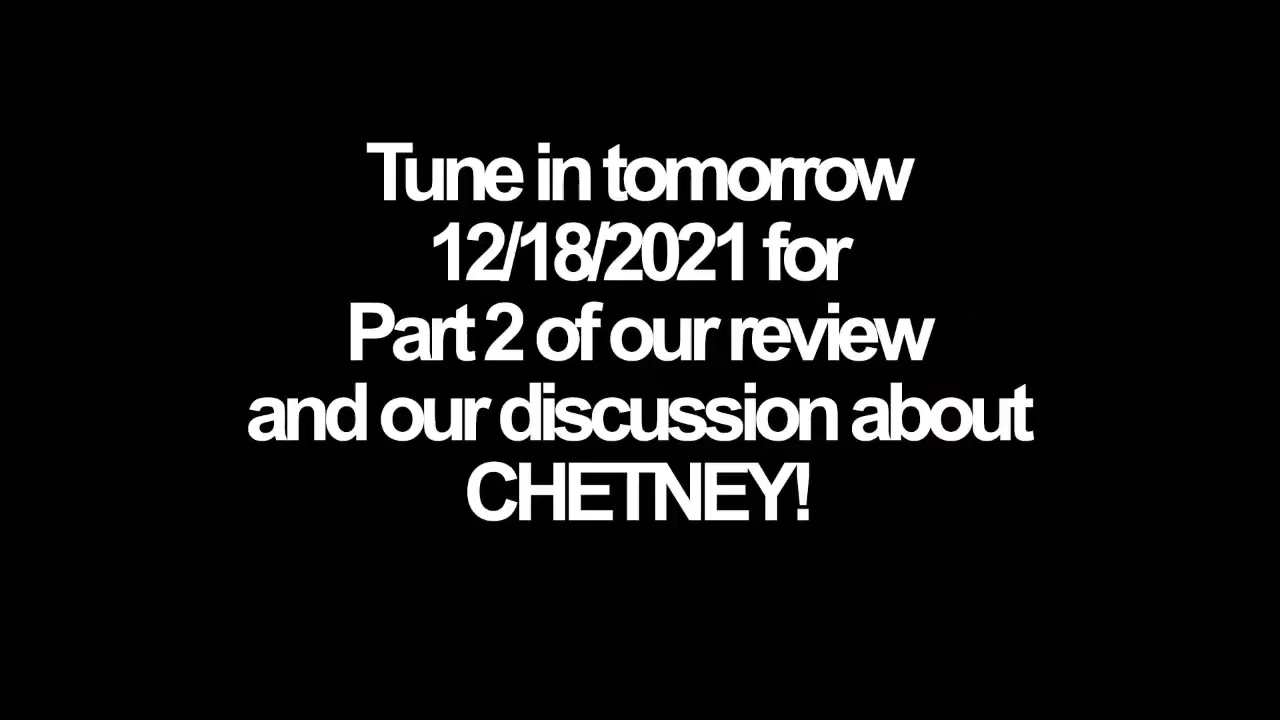 Tune in tomorrow
12/18/2021 for
Part 2 of our review
and our discussion about
CHETNEY!